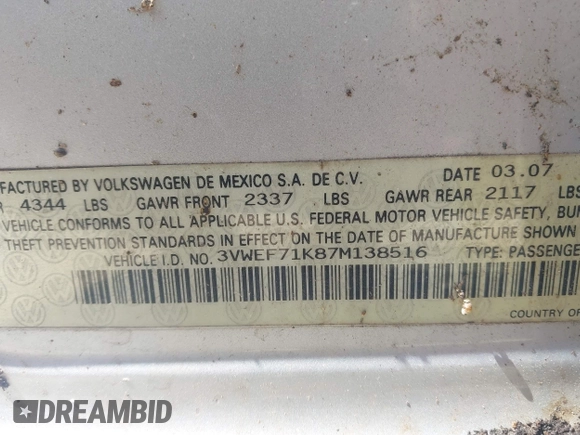 FACTURED BY VOLKSWAGEN DE MEXICO S.A. DE C.V. DATE 03.07
4344 LBS GAWR FRONT 2337 LBS GAWR REAR 2117 LBS
VEHICLE CONFORMS TO ALL APPLICABLE U.S. FEDERAL MOTOR VEHICLE SAFETY, BU
THEFT PREVENTION STANDARDS IN EFFECT ON THE DATE OF MANUFACTURE SHOWN
VEHICLE I.D. NO. 3VWEF71K87M138516 TYPE: PASSENGE
COUNTRY OF
DREAMBID